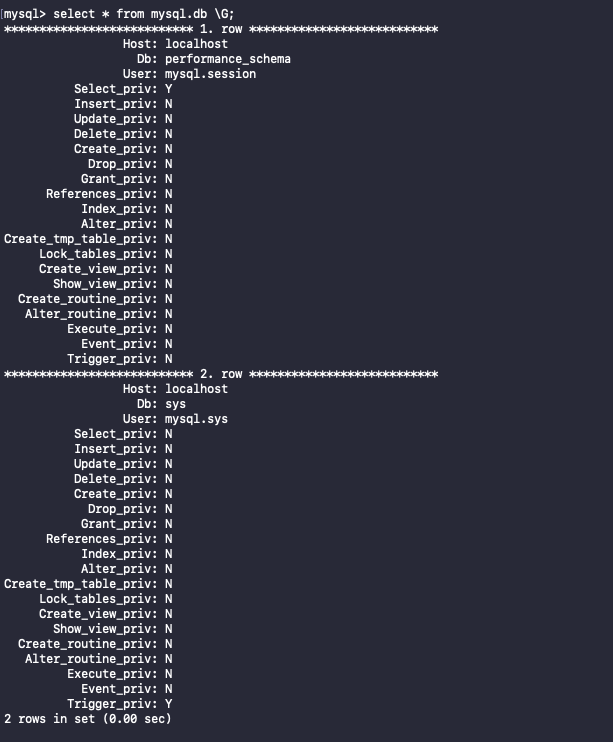 [mysql> select * from mysql.db \G;
*************************** 1. row ***************************
Host: localhost
Db: performance_schema
User: mysql.session
Select_priv: Y
Insert_priv: N
Update_priv: N
Delete_priv: N
Create_priv: N
Drop_priv: N
Grant_priv: N
References_priv: N
Index_priv: N
Alter_priv: N
Create_tmp_table_priv: N
Lock_tables_priv: N
Create_view_priv: N
Show_view_priv: N
Create_routine_priv: N
Alter_routine_priv: N
Execute_priv: N
Event_priv: N
Trigger_priv: N
*************************** 2. row ***************************
Host: localhost
Db: sys
User: mysql.sys
Select_priv: N
Insert_priv: N
Update_priv: N
Delete_priv: N
Create_priv: N
Drop_priv: N
Grant_priv: N
References_priv: N
Index_priv: N
Alter_priv: N
Create_tmp_table_priv: N
Lock_tables_priv: N
Create_view_priv: N
Show_view_priv: N
Create_routine_priv: N
Alter_routine_priv: N
Execute_priv: N
Event_priv: N
Trigger_priv: Y
2 rows in set (0.00 sec)